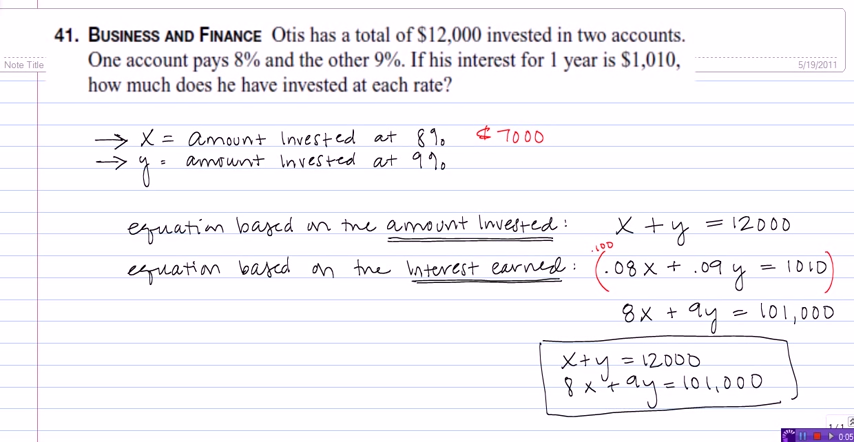 41. BUSINESS AND FINANCE Otis has a total of $12,000 invested in two accounts.
One account pays 8% and the other 9%. If his interest for 1 year is $1,010,
how much does he have invested at each rate?
Note Title
5/19/2011
→ x = amount invested at 8% $7000
→ y = amount invested at 9%
equation based on the amount invested: x + y = 12000
.100
equation based on the interest earned: (.08x + .09y = 1010)
8x + 9y = 101,000
x + y = 12000
8x + 9y = 101,000
1/1
0:05